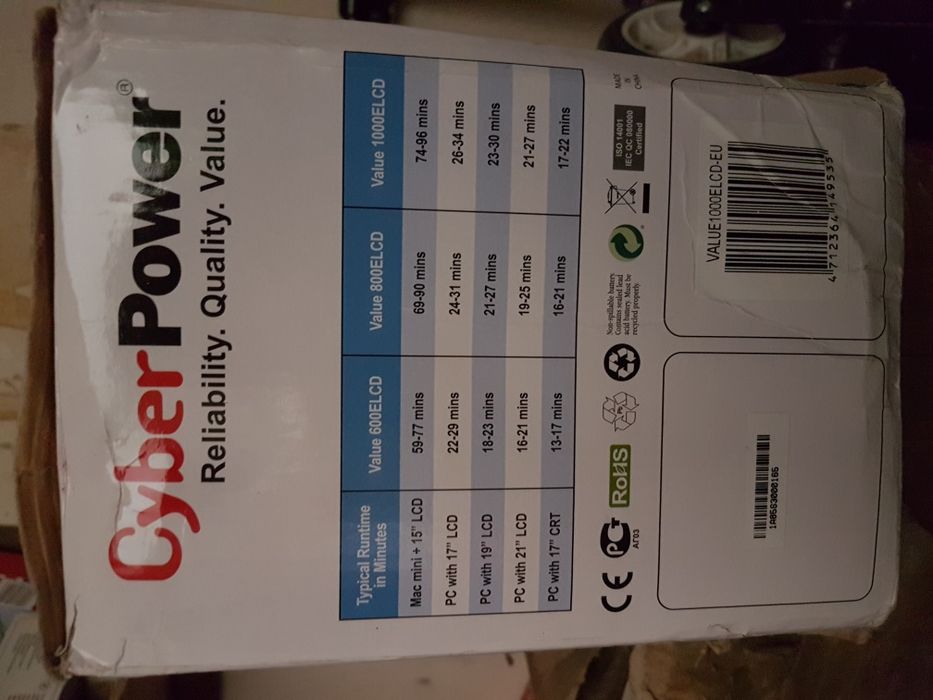 CyberPower®
Reliability. Quality. Value.
Typical Runtime in Minutes Value 600ELCD Value 800ELCD Value 1000ELCD
Mac mini + 15" LCD 59-77 mins 69-90 mins 74-96 mins
PC with 17" LCD 22-29 mins 24-31 mins 26-34 mins
PC with 19" LCD 18-23 mins 21-27 mins 23-30 mins
PC with 21" LCD 16-21 mins 19-25 mins 21-27 mins
PC with 17" CRT 13-17 mins 16-21 mins 17-22 mins
CE
РСТ
АГ03
RoHS
Pb
Non-spillable battery
Contains sealed lead
acid battery. Must be
recycled properly.
ISO 14001
IEC QC 080000
Certified
MADE
IN
CHINA
1A0563000166
VALUE1000ELCD-EU
4 712364 149535